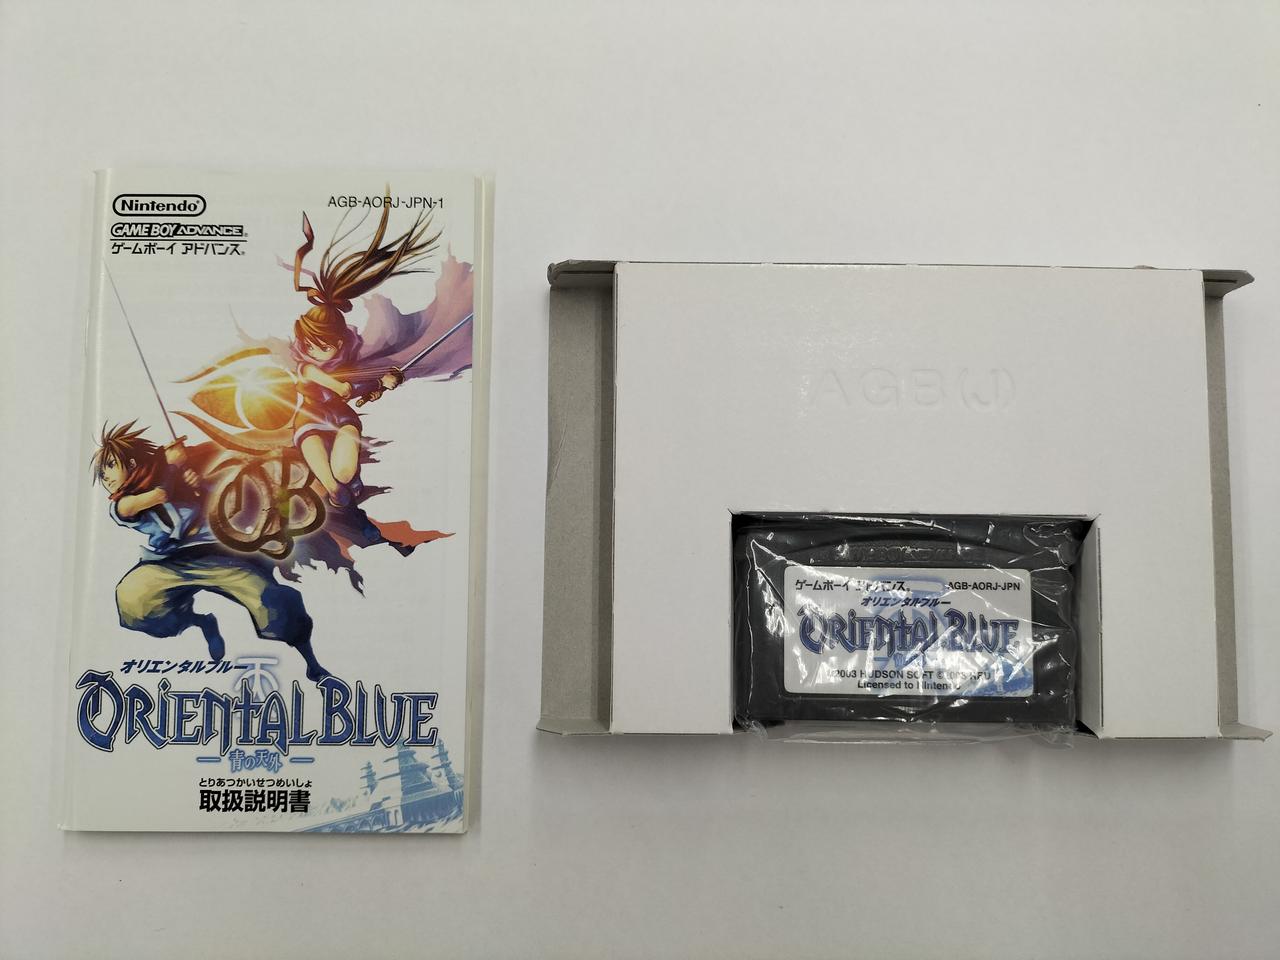 Nintendo
AGB-AORJ-JPN-1
GAME BOY ADVANCE
ゲームボーイ アドバンス
OB
オリエンタルブルー
ORIENTAL BLUE
青の天外
とりあつかいせつめいしょ
取扱説明書
AGB(J)
ゲームボーイ アドバンス
AGB-AORJ-JPN
オリエンタルブルー
ORIENTAL BLUE
©2003 HUDSON SOFT ©2003 RED
Licensed to Nintendo